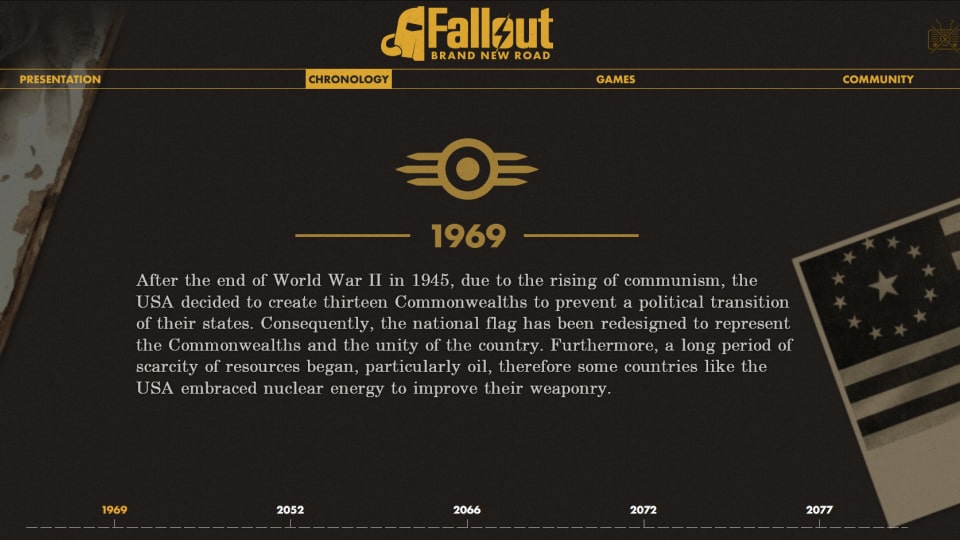 Fallout
BRAND NEW ROAD
PRESENTATION
CHRONOLOGY
GAMES
COMMUNITY
1969
After the end of World War II in 1945, due to the rising of communism, the
USA decided to create thirteen Commonwealths to prevent a political transition
of their states. Consequently, the national flag has been redesigned to represent
the Commonwealths and the unity of the country. Furthermore, a long period of
scarcity of resources began, particularly oil, therefore some countries like the
USA embraced nuclear energy to improve their weaponry.
1969
2052
2066
2072
2077